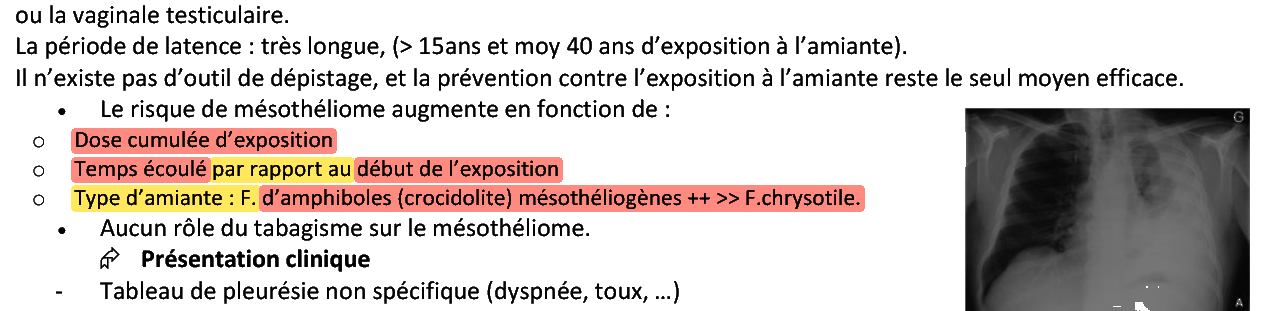 ou la vaginale testiculaire.
La période de latence : très longue, (> 15ans et moy 40 ans d’exposition à l’amiante).
Il n’existe pas d’outil de dépistage, et la prévention contre l’exposition à l’amiante reste le seul moyen efficace.
• Le risque de mésothéliome augmente en fonction de :
o Dose cumulée d’exposition
o Temps écoulé par rapport au début de l’exposition
o Type d’amiante : F. d’amphiboles (crocidolite) mésothéliogènes ++ >> F.chrysotile.
• Aucun rôle du tabagisme sur le mésothéliome.
Présentation clinique
- Tableau de pleurésie non spécifique (dyspnée, toux, …)
G
A